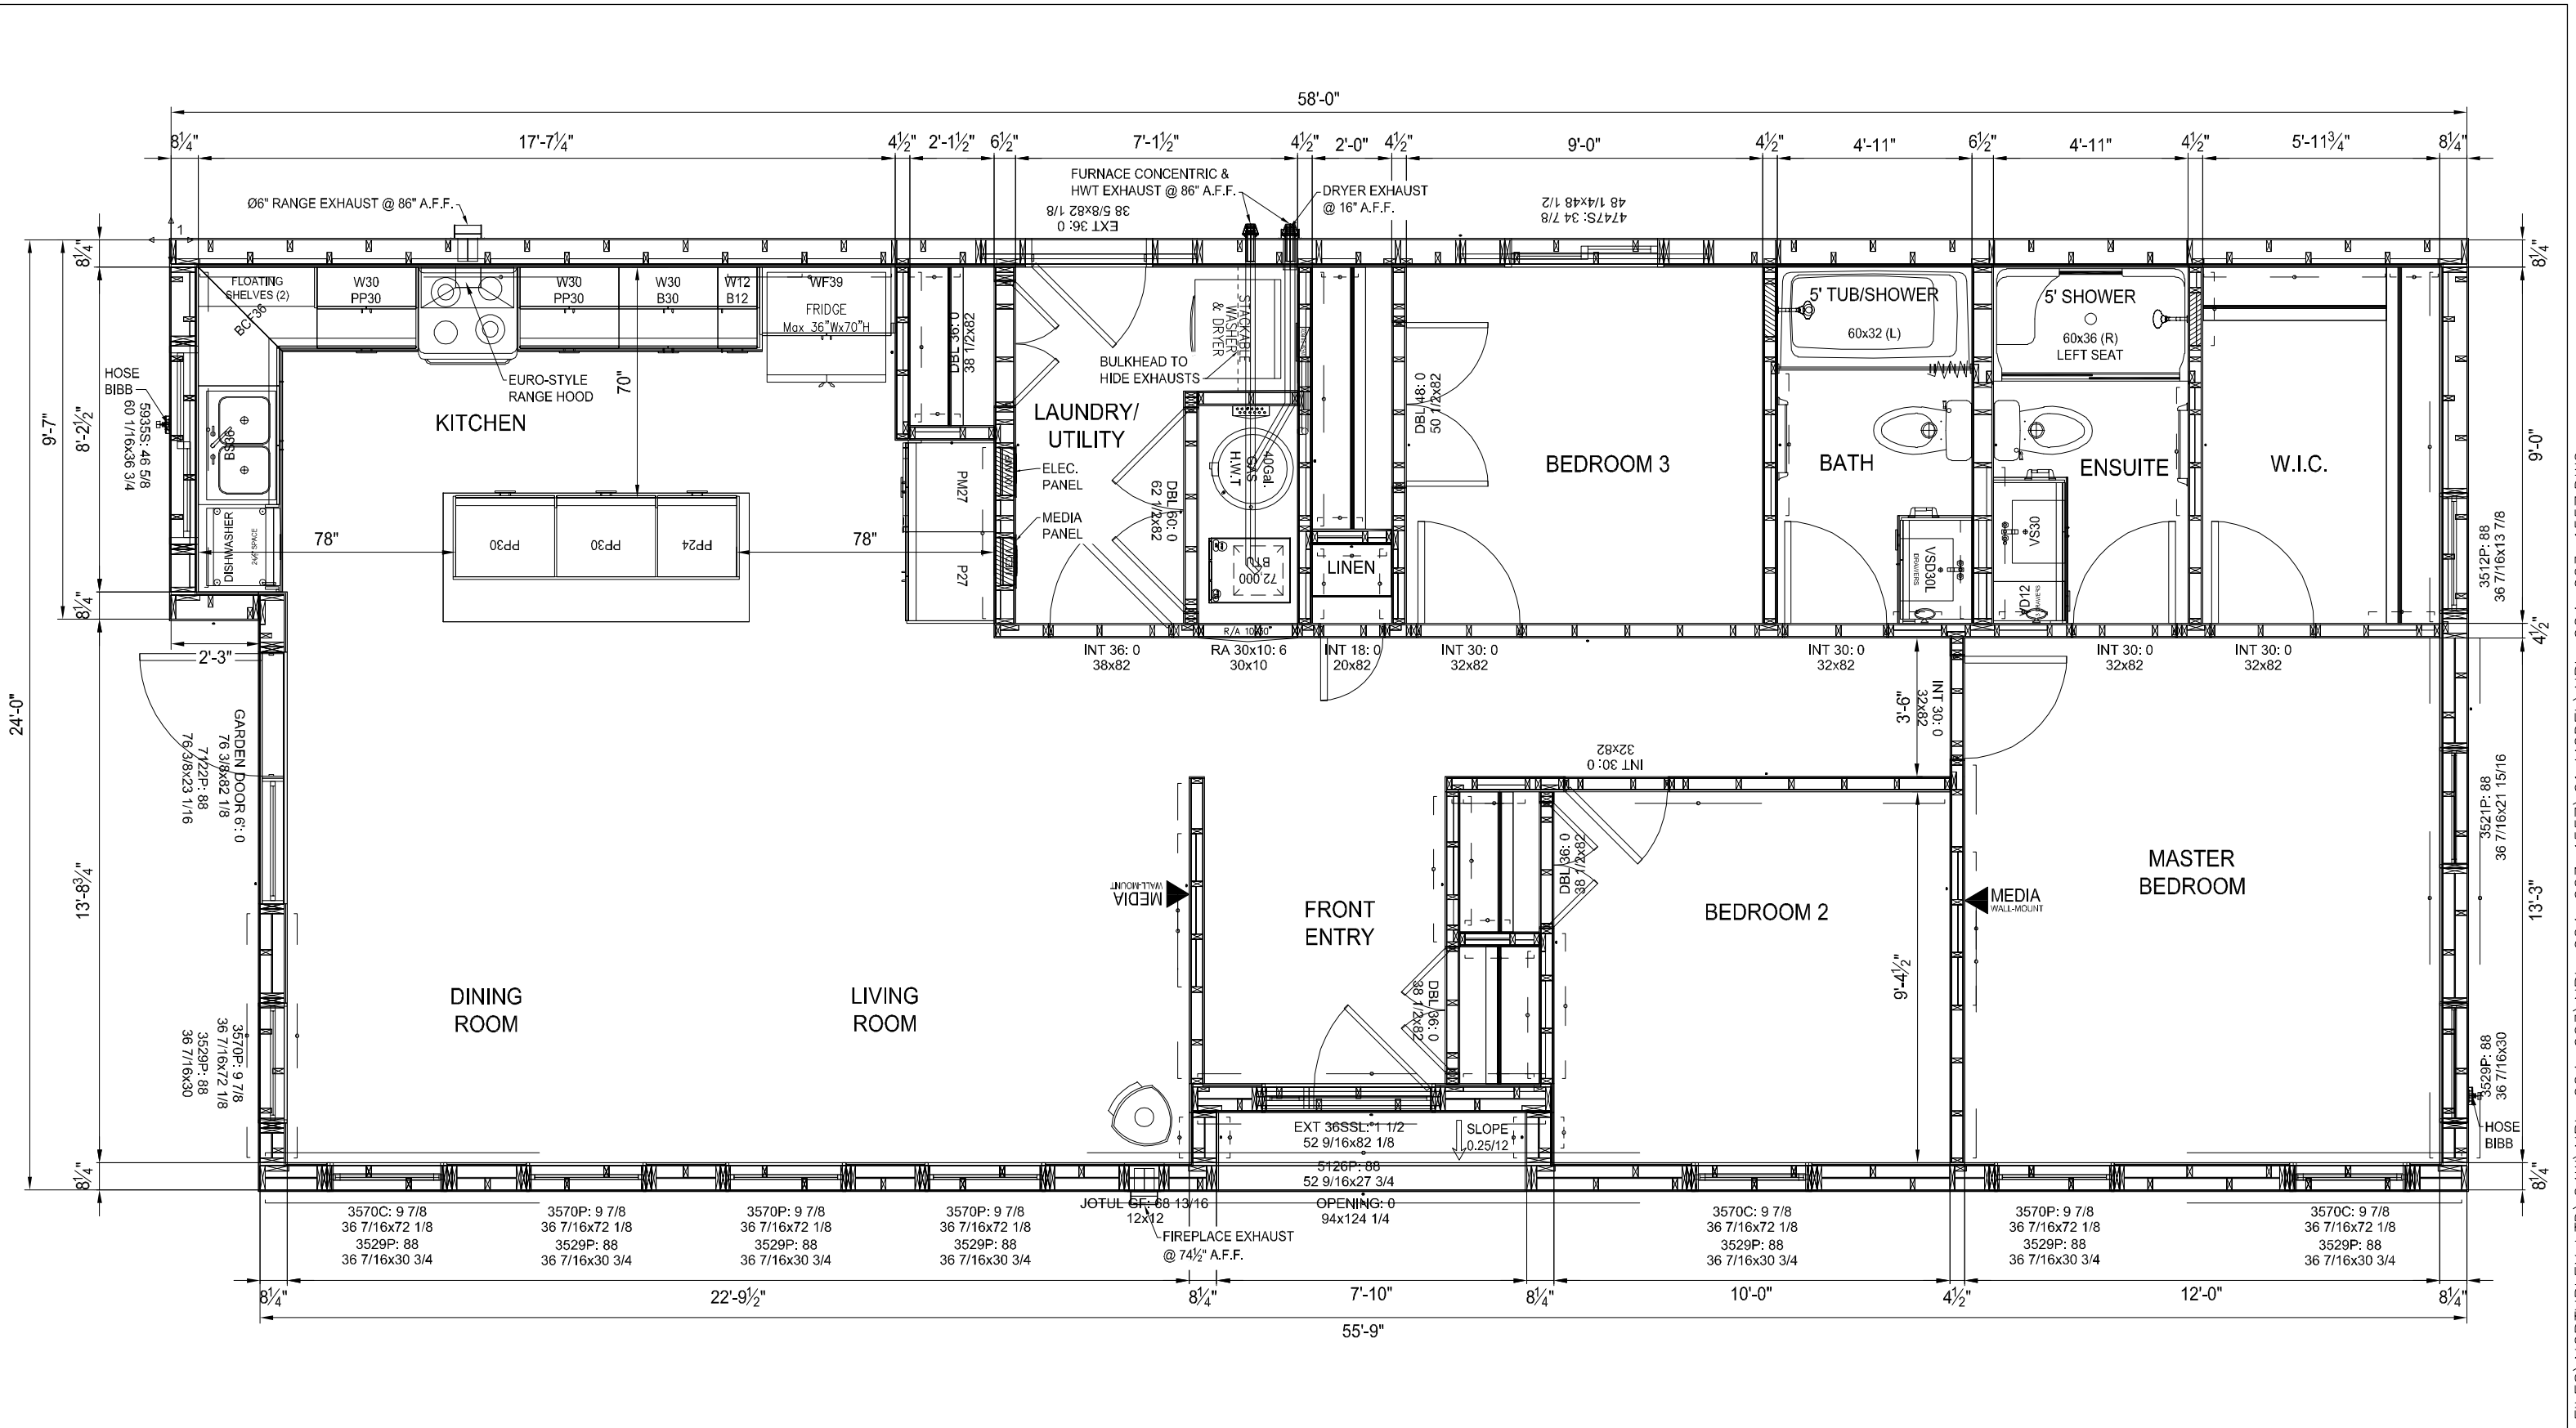 58'-0"
8¼"
17'-7¼"
4½"
2'-1½"
6½"
7'-1½"
4½"
2'-0"
4½"
9'-0"
4½"
4'-11"
6½"
4'-11"
4½"
5'-11¾"
8¼"
FURNACE CONCENTRIC &
HWT EXHAUST @ 86" A.F.F.
DRYER EXHAUST
@ 16" A.F.F.
Ø6" RANGE EXHAUST @ 86" A.F.F.
EXT 36: 0
38 5/8x82 1/8
4747S: 34 7/8
48 1/4x48 1/2
1
8¼"
8¼"
FLOATING
SHELVES (2)
BCF36
W30
PP30
W30
PP30
W30
B30
W12
B12
WF39
FRIDGE
Max 36"Wx70"H
DBL 36: 0
38 1/2x82
STACKABLE
WASHER
& DRYER
5' TUB/SHOWER
60x32 (L)
5' SHOWER
60x36 (R)
LEFT SEAT
HOSE
BIBB
5935S: 46 5/8
60 1/16x36 3/4
EURO-STYLE
RANGE HOOD
70"
BULKHEAD TO
HIDE EXHAUSTS
DBL 48: 0
50 1/2x82
9'-7"
8'-2½"
KITCHEN
LAUNDRY/
UTILITY
BS36
ELEC.
PANEL
40Gal.
GAS
H.W.T
BEDROOM 3
BATH
ENSUITE
W.I.C.
9'-0"
PM27
MEDIA
PANEL
DBL 60: 0
62 1/2x82
DISHWASHER
78"
PP30
PP30
PP24
78"
P27
72,000
BTU
LINEN
VSD30L
DRAWERS
VS30
VD12
3512P: 88
36 7/16x13 7/8
8¼"
4½"
2'-3"
INT 36: 0
38x82
RA 30x10: 6
30x10
INT 18: 0
20x82
INT 30: 0
32x82
INT 30: 0
32x82
INT 30: 0
32x82
INT 30: 0
32x82
24'-0"
GARDEN DOOR 6': 0
76 3/8x82 1/8
7122P: 88
76 3/8x23 1/16
3'-6"
INT 30: 0
32x82
INT 30: 0
32x82
3521P: 88
36 7/16x21 15/16
13'-8¾"
MEDIA
WALL-MOUNT
FRONT
ENTRY
DBL 36: 0
38 1/2x82
BEDROOM 2
MEDIA
WALL-MOUNT
MASTER
BEDROOM
13'-3"
DINING
ROOM
LIVING
ROOM
DBL 36: 0
38 1/2x82
9'-4½"
3570P: 9 7/8
36 7/16x72 1/8
3529P: 88
36 7/16x30
3529P: 88
36 7/16x30
EXT 36SSL: 1 1/2
52 9/16x82 1/8
SLOPE
0.25/12
HOSE
BIBB
8¼"
5126P: 88
52 9/16x27 3/4
8¼"
JOTUL GF: 68 13/16
12x12
OPENING: 0
94x124 1/4
FIREPLACE EXHAUST
@ 74½" A.F.F.
3570C: 9 7/8
36 7/16x72 1/8
3529P: 88
36 7/16x30 3/4
3570P: 9 7/8
36 7/16x72 1/8
3529P: 88
36 7/16x30 3/4
3570P: 9 7/8
36 7/16x72 1/8
3529P: 88
36 7/16x30 3/4
3570P: 9 7/8
36 7/16x72 1/8
3529P: 88
36 7/16x30 3/4
3570C: 9 7/8
36 7/16x72 1/8
3529P: 88
36 7/16x30 3/4
3570P: 9 7/8
36 7/16x72 1/8
3529P: 88
36 7/16x30 3/4
3570C: 9 7/8
36 7/16x72 1/8
3529P: 88
36 7/16x30 3/4
8¼"
22'-9½"
8¼"
7'-10"
8¼"
10'-0"
4½"
12'-0"
8¼"
55'-9"